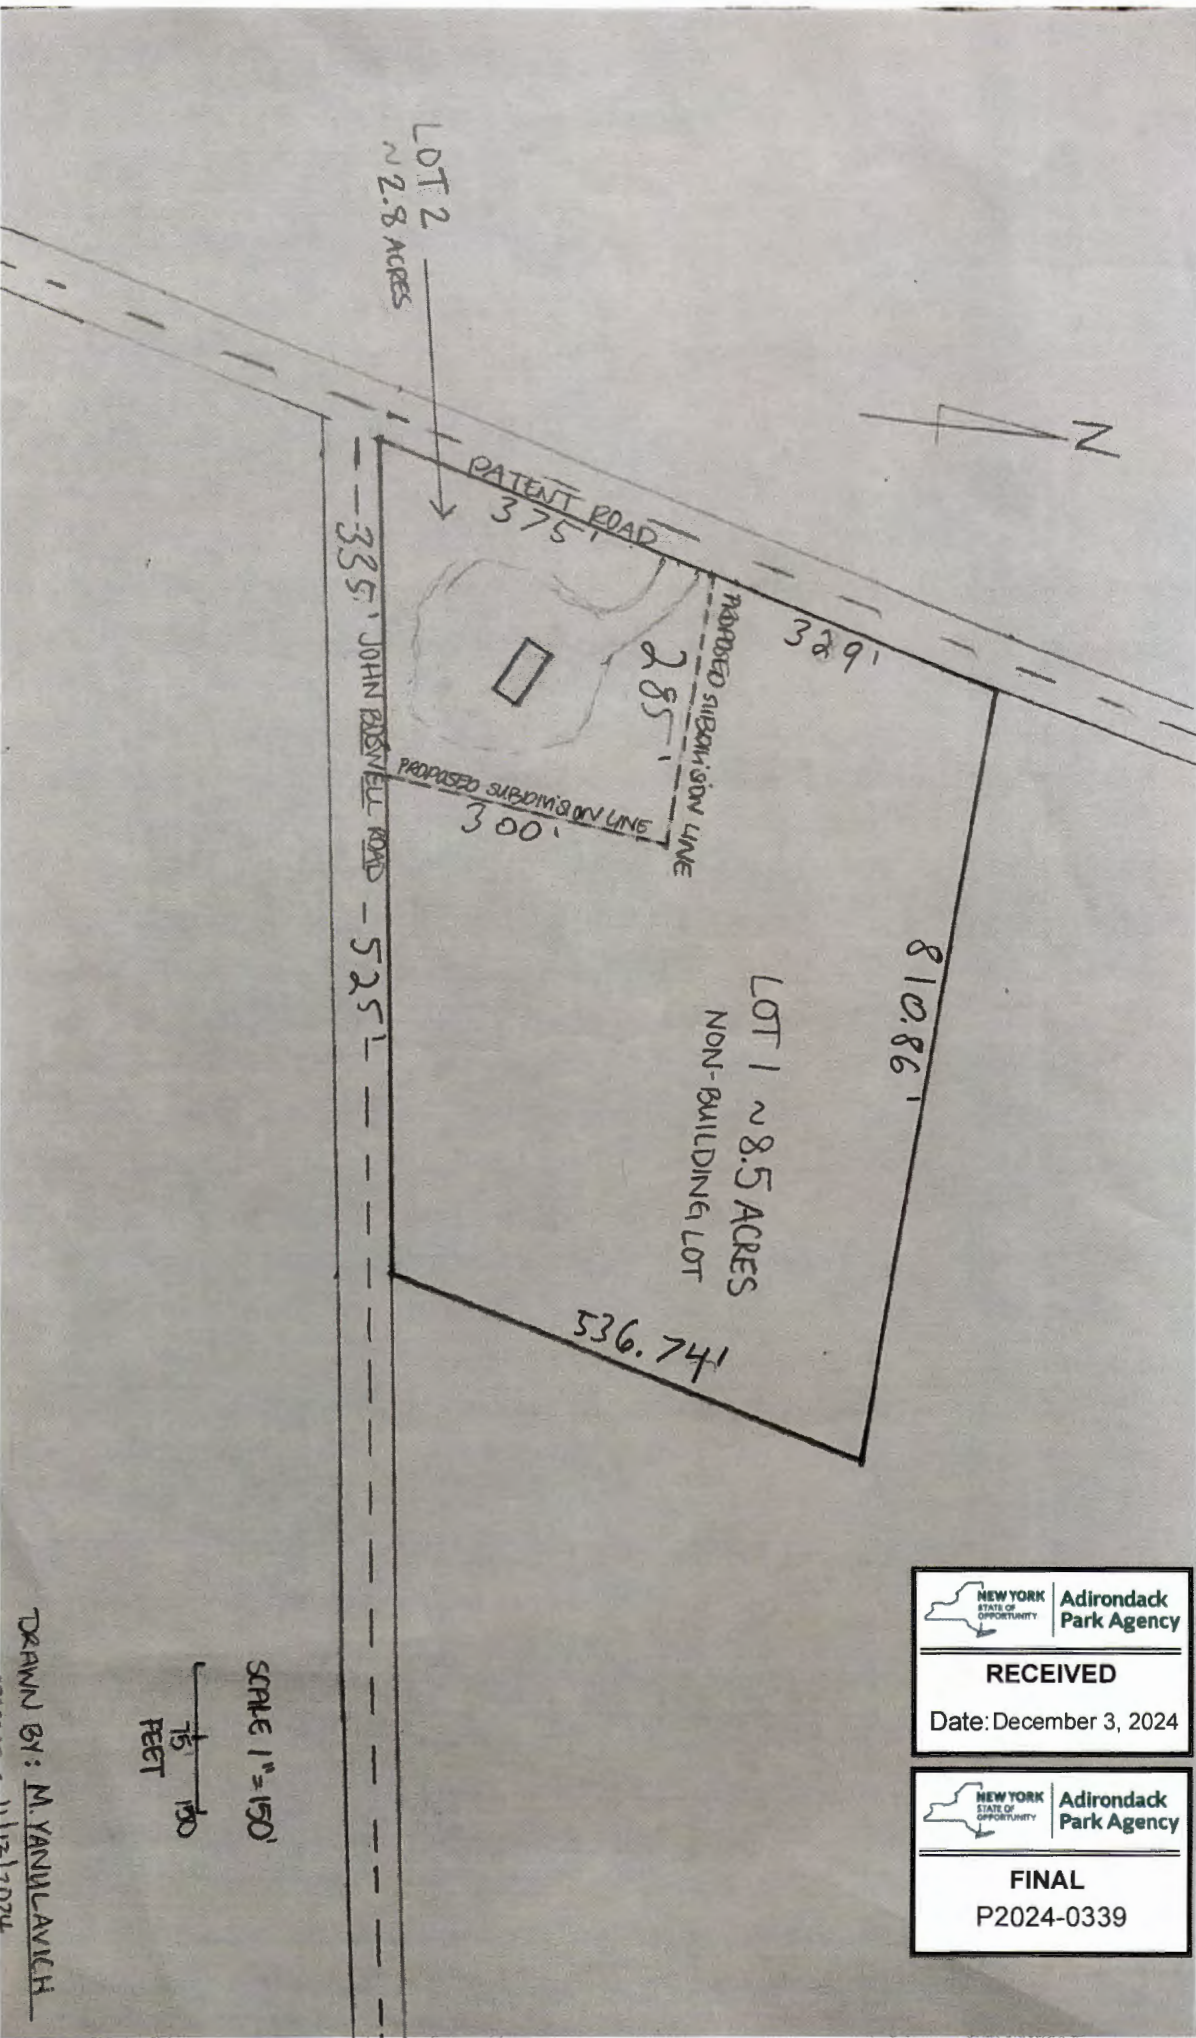 LOT 2
~2.8 ACRES
N
PATENT ROAD
375'
329'
PROPOSED SUBDIVISION LINE
285'
PROPOSED SUBDIVISION LINE
300'
335' JOHN BOSWELL ROAD - 525'
810.86'
LOT 1 ~8.5 ACRES
NON-BUILDING LOT
536.74'
SCALE 1"=150'
75 150
FEET
DRAWN BY: M. YANULAVICH
11/12/2024
NEW YORK
STATE OF
OPPORTUNITY
Adirondack
Park Agency
RECEIVED
Date: December 3, 2024
NEW YORK
STATE OF
OPPORTUNITY
Adirondack
Park Agency
FINAL
P2024-0339